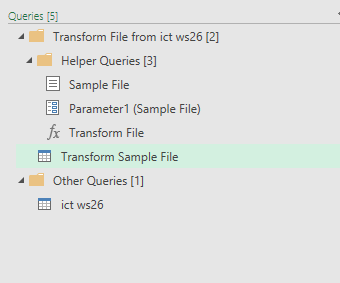 Queries [5]
Transform File from ict ws26 [2]
Helper Queries [3]
Sample File
Parameter1 (Sample File)
fx Transform File
Transform Sample File
Other Queries [1]
ict ws26